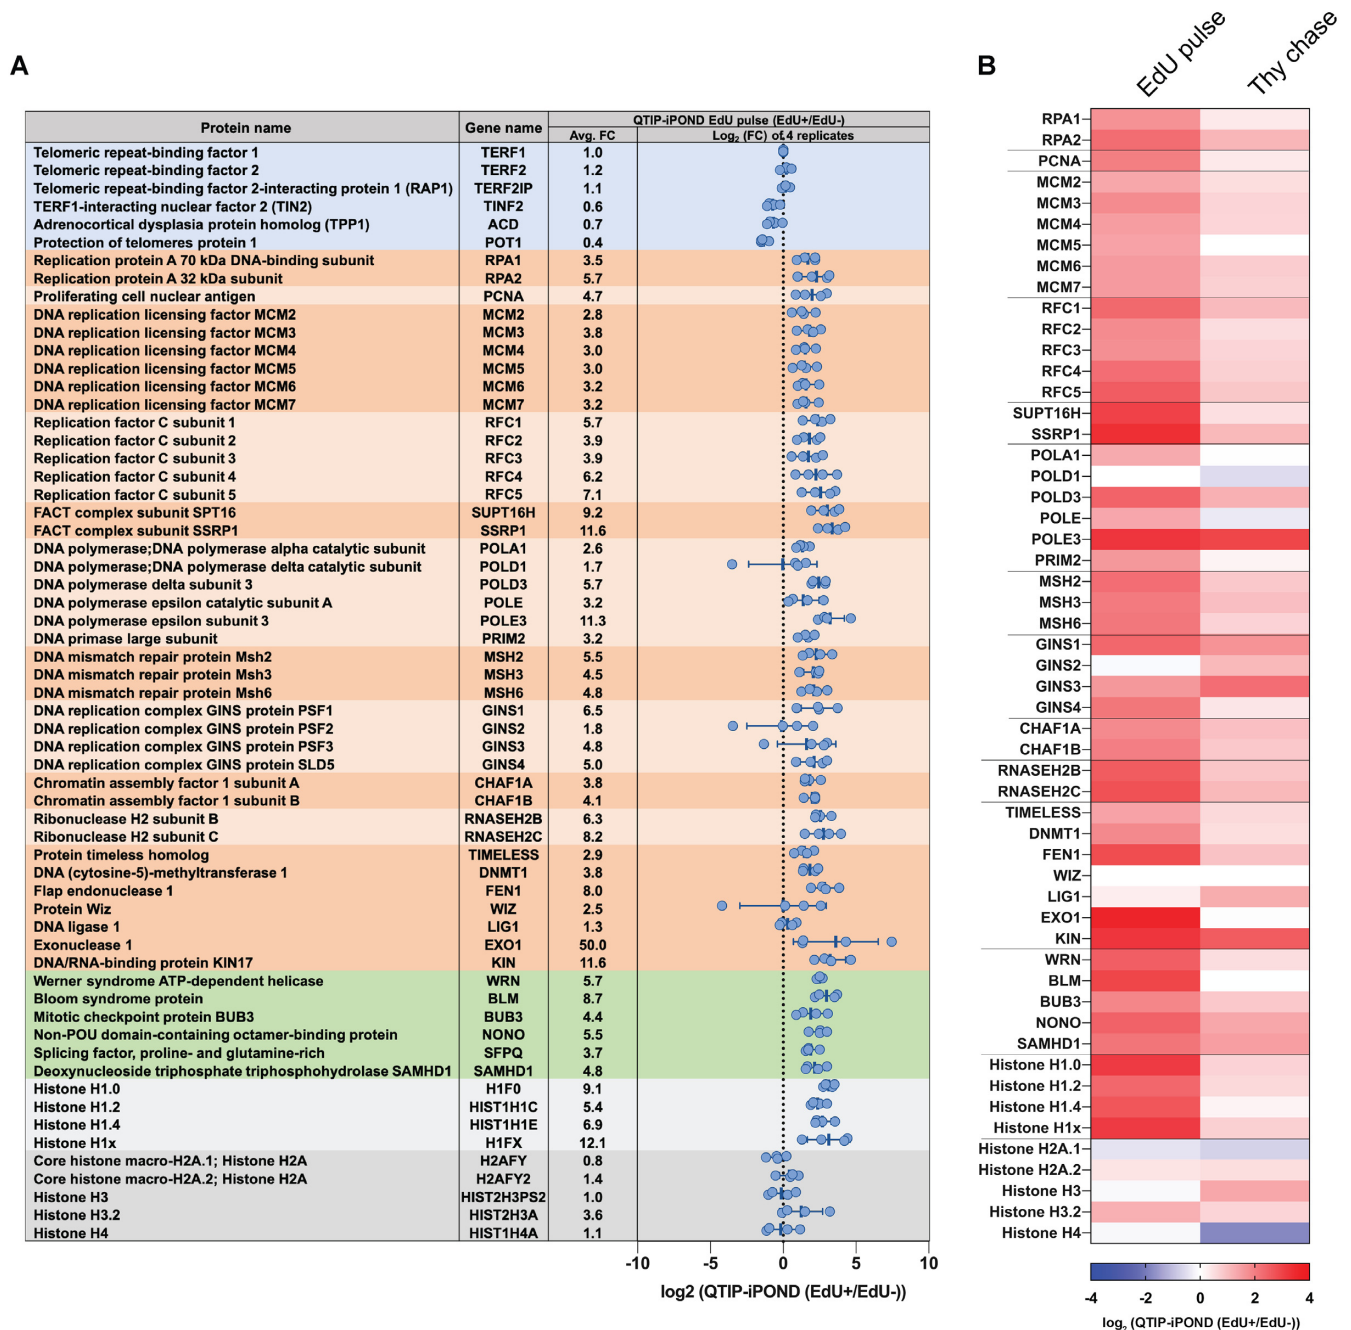 A
Protein name Gene name QTIP-iPOND EdU pulse (EdU+/EdU-)
Avg. FC Log2 (FC) of 4 replicates
Telomeric repeat-binding factor 1 TERF1 1.0
Telomeric repeat-binding factor 2 TERF2 1.2
Telomeric repeat-binding factor 2-interacting protein 1 (RAP1) TERF2IP 1.1
TERF1-interacting nuclear factor 2 (TIN2) TINF2 0.6
Adrenocortical dysplasia protein homolog (TPP1) ACD 0.7
Protection of telomeres protein 1 POT1 0.4
Replication protein A 70 kDa DNA-binding subunit RPA1 3.5
Replication protein A 32 kDa subunit RPA2 5.7
Proliferating cell nuclear antigen PCNA 4.7
DNA replication licensing factor MCM2 MCM2 2.8
DNA replication licensing factor MCM3 MCM3 3.8
DNA replication licensing factor MCM4 MCM4 3.0
DNA replication licensing factor MCM5 MCM5 3.0
DNA replication licensing factor MCM6 MCM6 3.2
DNA replication licensing factor MCM7 MCM7 3.2
Replication factor C subunit 1 RFC1 5.7
Replication factor C subunit 2 RFC2 3.9
Replication factor C subunit 3 RFC3 3.9
Replication factor C subunit 4 RFC4 6.2
Replication factor C subunit 5 RFC5 7.1
FACT complex subunit SPT16 SUPT16H 9.2
FACT complex subunit SSRP1 SSRP1 11.6
DNA polymerase;DNA polymerase alpha catalytic subunit POLA1 2.6
DNA polymerase;DNA polymerase delta catalytic subunit POLD1 1.7
DNA polymerase delta subunit 3 POLD3 5.7
DNA polymerase epsilon catalytic subunit A POLE 3.2
DNA polymerase epsilon subunit 3 POLE3 11.3
DNA primase large subunit PRIM2 3.2
DNA mismatch repair protein Msh2 MSH2 5.5
DNA mismatch repair protein Msh3 MSH3 4.5
DNA mismatch repair protein Msh6 MSH6 4.8
DNA replication complex GINS protein PSF1 GINS1 6.5
DNA replication complex GINS protein PSF2 GINS2 1.8
DNA replication complex GINS protein PSF3 GINS3 4.8
DNA replication complex GINS protein SLD5 GINS4 5.0
Chromatin assembly factor 1 subunit A CHAF1A 3.8
Chromatin assembly factor 1 subunit B CHAF1B 4.1
Ribonuclease H2 subunit B RNASEH2B 6.3
Ribonuclease H2 subunit C RNASEH2C 8.2
Protein timeless homolog TIMELESS 2.9
DNA (cytosine-5)-methyltransferase 1 DNMT1 3.8
Flap endonuclease 1 FEN1 8.0
Protein Wiz WIZ 2.5
DNA ligase 1 LIG1 1.3
Exonuclease 1 EXO1 50.0
DNA/RNA-binding protein KIN17 KIN 11.6
Werner syndrome ATP-dependent helicase WRN 5.7
Bloom syndrome protein BLM 8.7
Mitotic checkpoint protein BUB3 BUB3 4.4
Non-POU domain-containing octamer-binding protein NONO 5.5
Splicing factor, proline- and glutamine-rich SFPQ 3.7
Deoxynucleoside triphosphate triphosphohydrolase SAMHD1 SAMHD1 4.8
Histone H1.0 H1F0 9.1
Histone H1.2 HIST1H1C 5.4
Histone H1.4 HIST1H1E 6.9
Histone H1x H1FX 12.1
Core histone macro-H2A.1; Histone H2A H2AFY 0.8
Core histone macro-H2A.2; Histone H2A H2AFY2 1.4
Histone H3 HIST2H3PS2 1.0
Histone H3.2 HIST2H3A 3.6
Histone H4 HIST1H4A 1.1
-10 -5 0 5 10
log2 (QTIP-iPOND (EdU+/EdU-))
B
EdU pulse Thy chase
RPA1
RPA2
PCNA
MCM2
MCM3
MCM4
MCM5
MCM6
MCM7
RFC1
RFC2
RFC3
RFC4
RFC5
SUPT16H
SSRP1
POLA1
POLD1
POLD3
POLE
POLE3
PRIM2
MSH2
MSH3
MSH6
GINS1
GINS2
GINS3
GINS4
CHAF1A
CHAF1B
RNASEH2B
RNASEH2C
TIMELESS
DNMT1
FEN1
WIZ
LIG1
EXO1
KIN
WRN
BLM
BUB3
NONO
SAMHD1
Histone H1.0
Histone H1.2
Histone H1.4
Histone H1x
Histone H2A.1
Histone H2A.2
Histone H3
Histone H3.2
Histone H4
-4 -2 0 2 4
log2 (QTIP-iPOND (EdU+/EdU-))